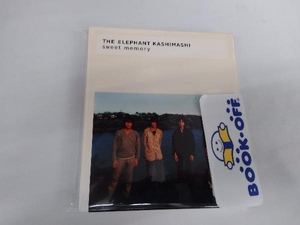 THE ELEPHANT KASHIMASHI
sweet memory
BOOK-OFF